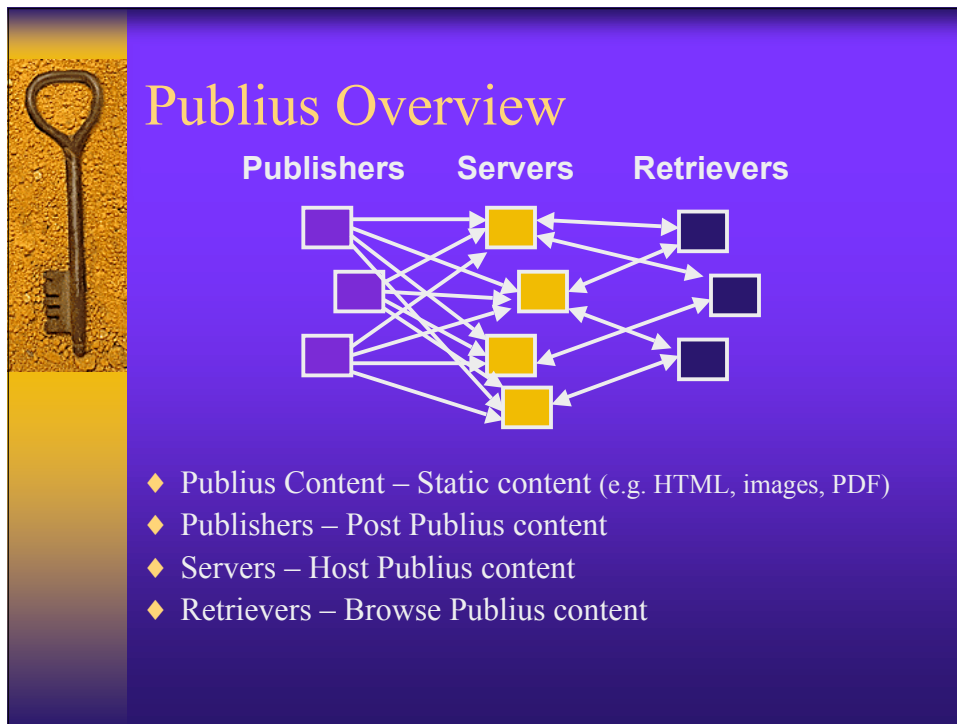 Publius Overview
Publishers Servers Retrievers
♦ Publius Content – Static content (e.g. HTML, images, PDF)
♦ Publishers – Post Publius content
♦ Servers – Host Publius content
♦ Retrievers – Browse Publius content